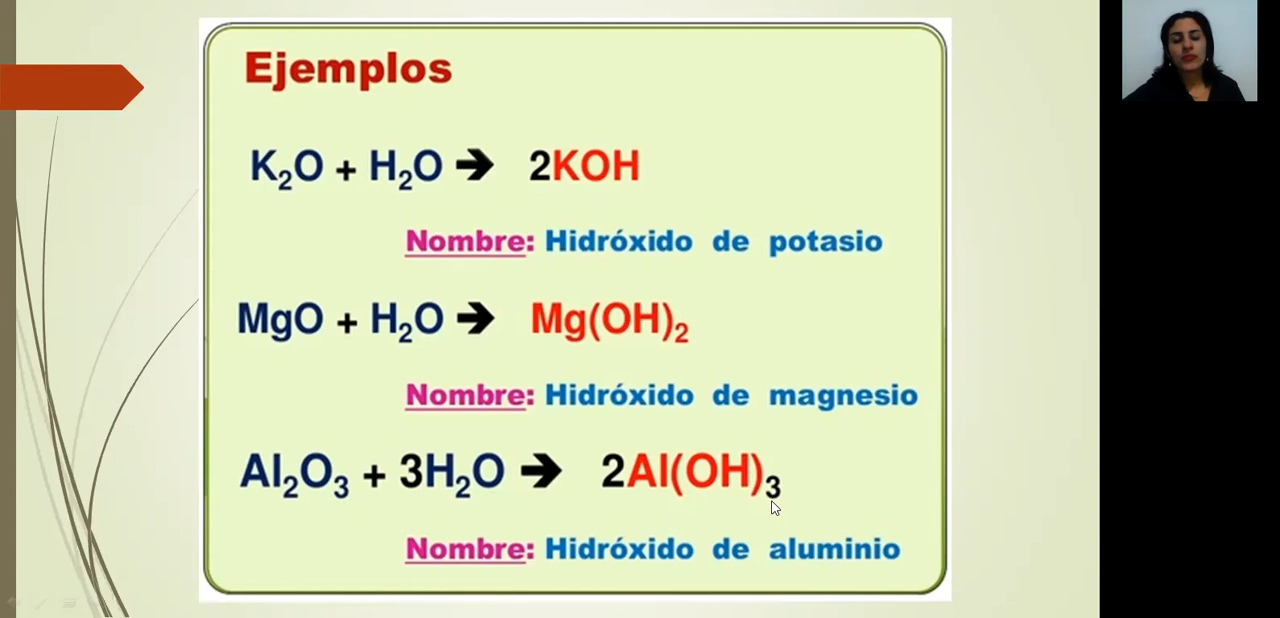 Ejemplos
K₂O + H₂O ➔ 2KOH
Nombre: Hidróxido de potasio
MgO + H₂O ➔ Mg(OH)₂
Nombre: Hidróxido de magnesio
Al₂O₃ + 3H₂O ➔ 2Al(OH)₃
Nombre: Hidróxido de aluminio